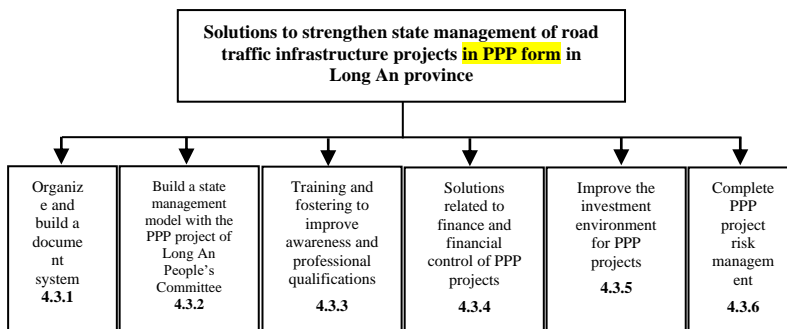 Solutions to strengthen state management of road
traffic infrastructure projects in PPP form in
Long An province
Organiz
e and
build a
docume
nt
system
4.3.1
Build a state
management
model with the
PPP project of
Long An
People's
Committee
4.3.2
Training and
fostering to
improve
awareness and
professional
qualifications
4.3.3
Solutions
related to
finance and
financial
control of PPP
projects
4.3.4
Improve the
investment
environment
for PPP
projects
4.3.5
Complete
PPP
project
risk
managem
ent
4.3.6